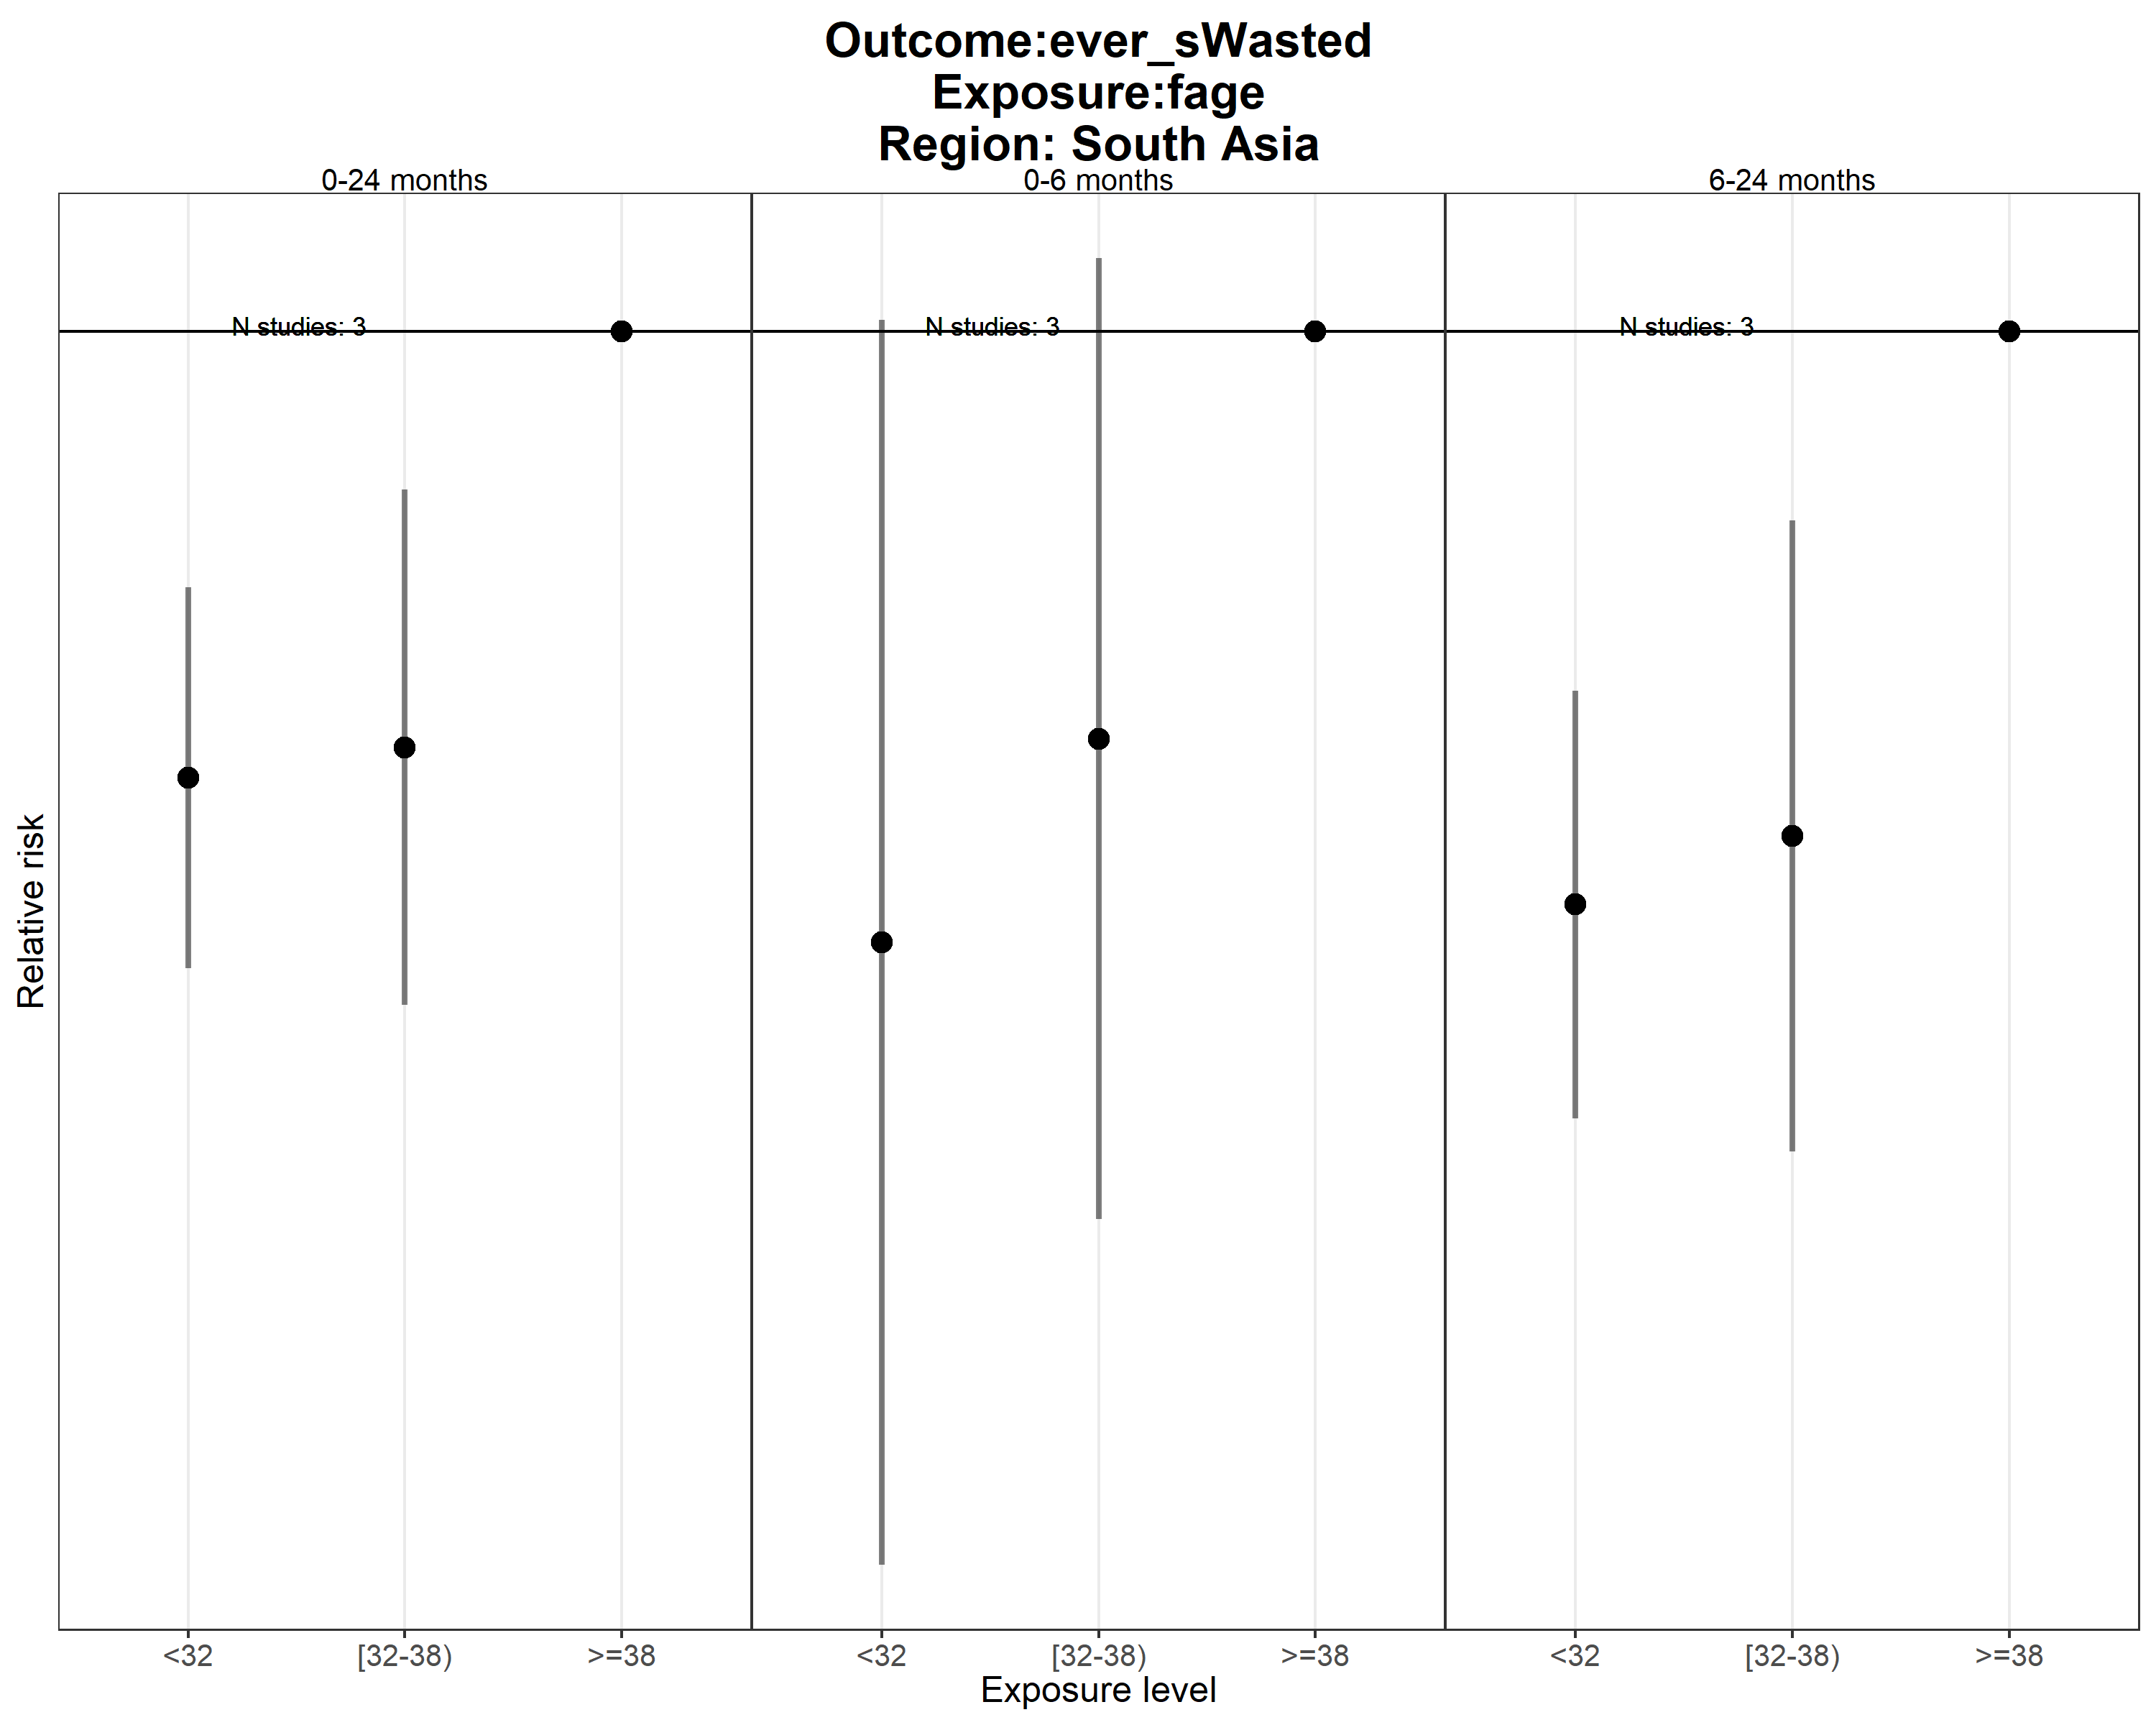 Outcome:ever_sWasted
Exposure:fage
Region: South Asia
0-24 months
0-6 months
6-24 months
N studies: 3
N studies: 3
N studies: 3
Relative risk
<32
[32-38)
>=38
<32
[32-38)
>=38
<32
[32-38)
>=38
Exposure level